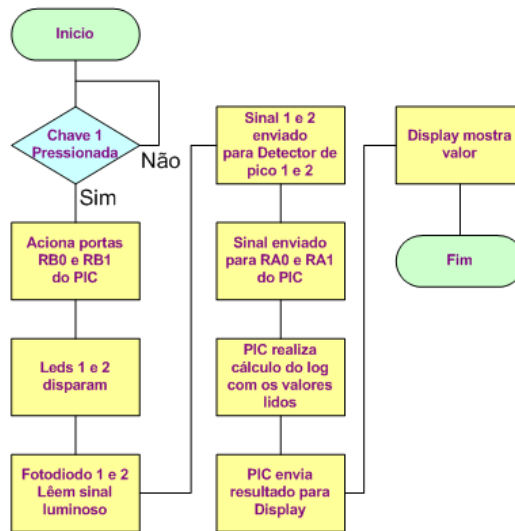 Inicio
Chave 1
Pressionada
Não
Sim
Aciona portas
RB0 e RB1
do PIC
Leds 1 e 2
disparam
Fotodiodo 1 e 2
Lêem sinal
luminoso
Sinal 1 e 2
enviado
para Detector de
pico 1 e 2
Sinal enviado
para RA0 e RA1
do PIC
PIC realiza
cálculo do log
com os valores
lidos
PIC envia
resultado para
Display
Display mostra
valor
Fim